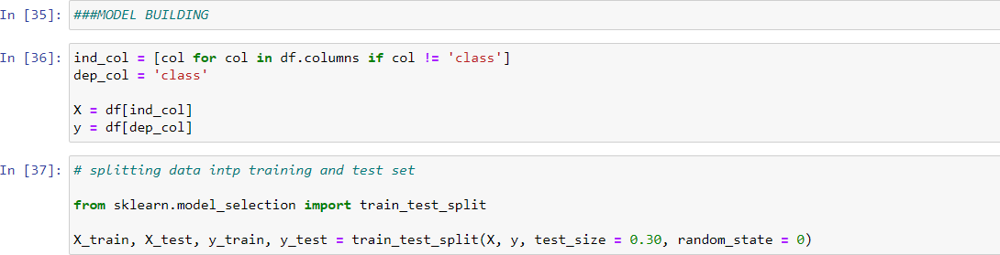 In [35]: ###MODEL BUILDING
In [36]: ind_col = [col for col in df.columns if col != 'class']
dep_col = 'class'
X = df[ind_col]
y = df[dep_col]
In [37]: # splitting data intp training and test set
from sklearn.model_selection import train_test_split
X_train, X_test, y_train, y_test = train_test_split(X, y, test_size = 0.30, random_state = 0)